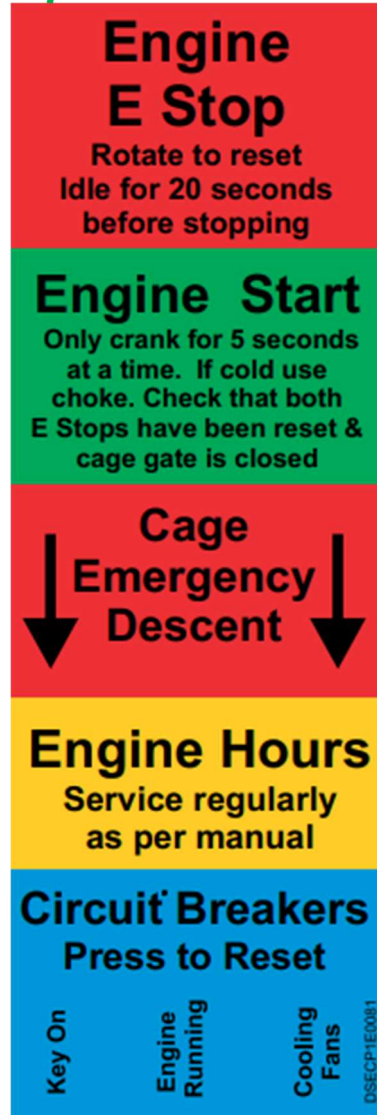 Engine
E Stop
Rotate to reset
Idle for 20 seconds
before stopping
Engine Start
Only crank for 5 seconds
at a time. If cold use
choke. Check that both
E Stops have been reset &
cage gate is closed
Cage
Emergency
Descent
Engine Hours
Service regularly
as per manual
Circuit Breakers
Press to Reset
Key On
Engine
Running
Cooling
Fans
DSECP1E0081